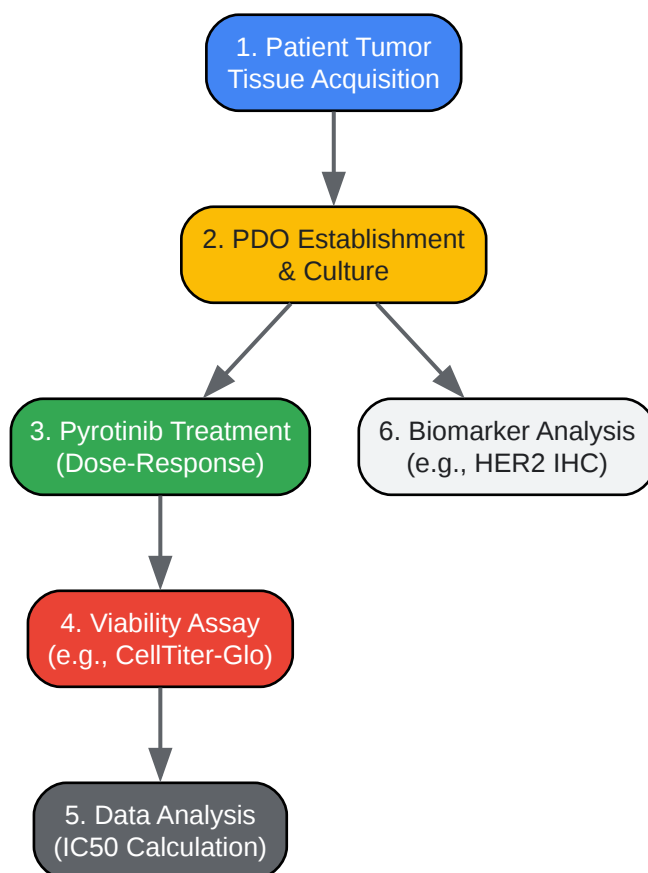 1. Patient Tumor
Tissue Acquisition
2. PDO Establishment
& Culture
3. Pyrotinib Treatment
(Dose-Response)
6. Biomarker Analysis
(e.g., HER2 IHC)
4. Viability Assay
(e.g., CellTiter-Glo)
5. Data Analysis
(IC50 Calculation)